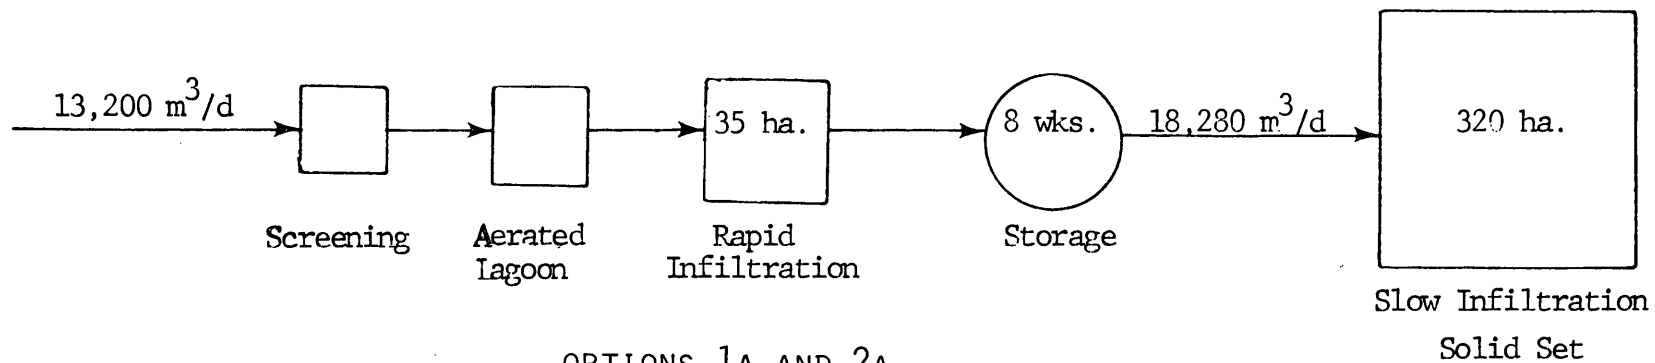 13,200 m³/d
35 ha.
8 wks.
18,280 m³/d
320 ha.
Screening
Aerated
Lagoon
Rapid
Infiltration
Storage
Slow Infiltration
Solid Set
OPTIONS 1A AND 2A